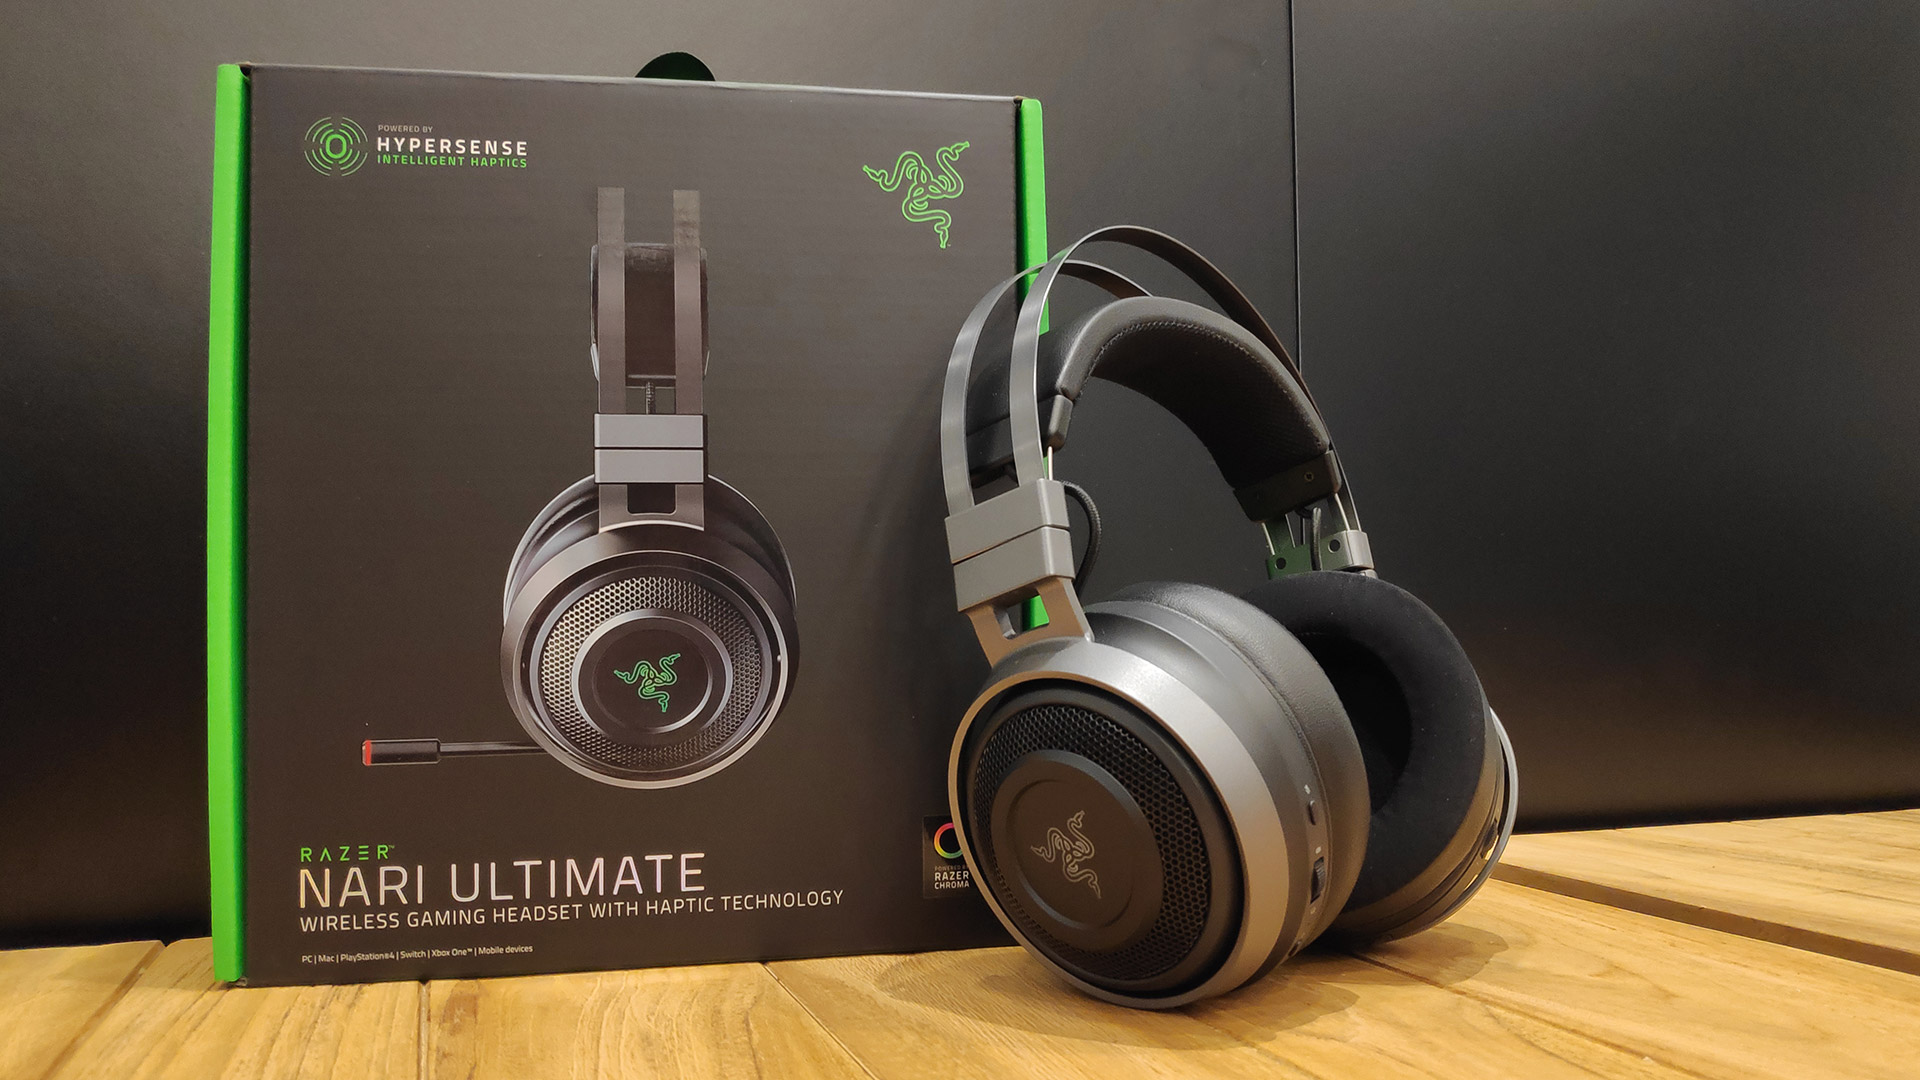 POWERED BY
HYPERSENSE
INTELLIGENT HAPTICS
RAZER™
NARI ULTIMATE
WIRELESS GAMING HEADSET WITH HAPTIC TECHNOLOGY
PC | Mac | PlayStation®4 | Switch | Xbox One™ | Mobile devices
POWERED
RAZER
CHROMA